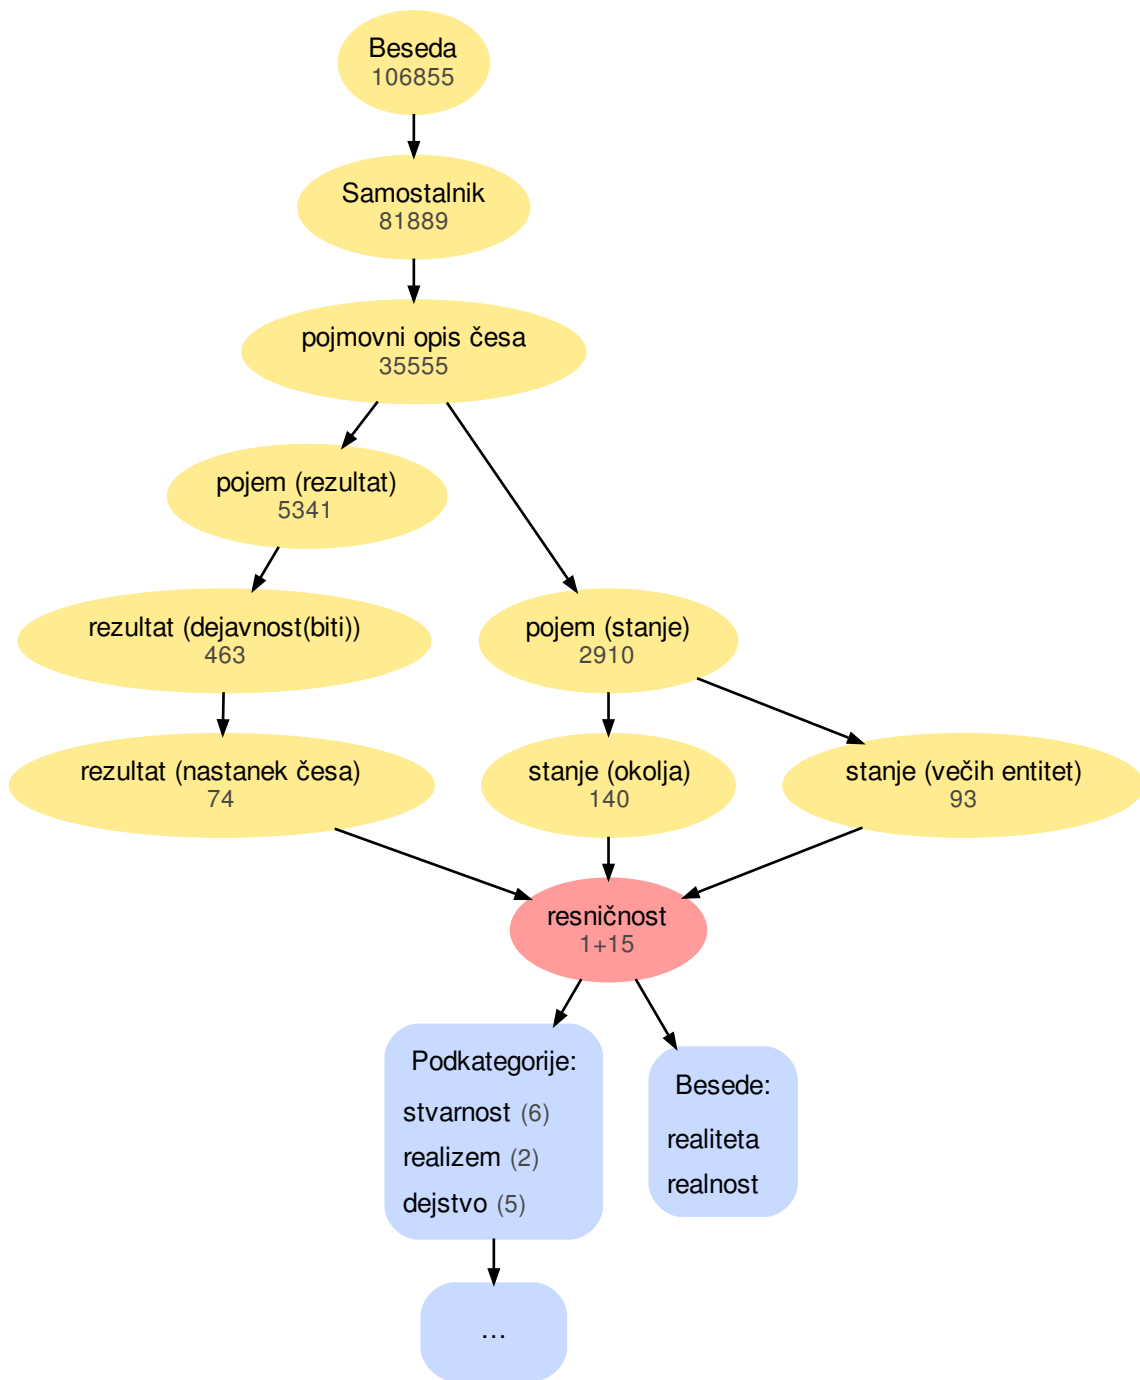 Beseda
106855
Samostalnik
81889
pojmovni opis česa
35555
pojem (rezultat)
5341
rezultat (dejavnost(biti))
463
pojem (stanje)
2910
rezultat (nastanek česa)
74
stanje (okolja)
140
stanje (večih entitet)
93
resničnost
1+15
Podkategorije:
stvarnost (6)
realizem (2)
dejstvo (5)
Besede:
realiteta
realnost
...